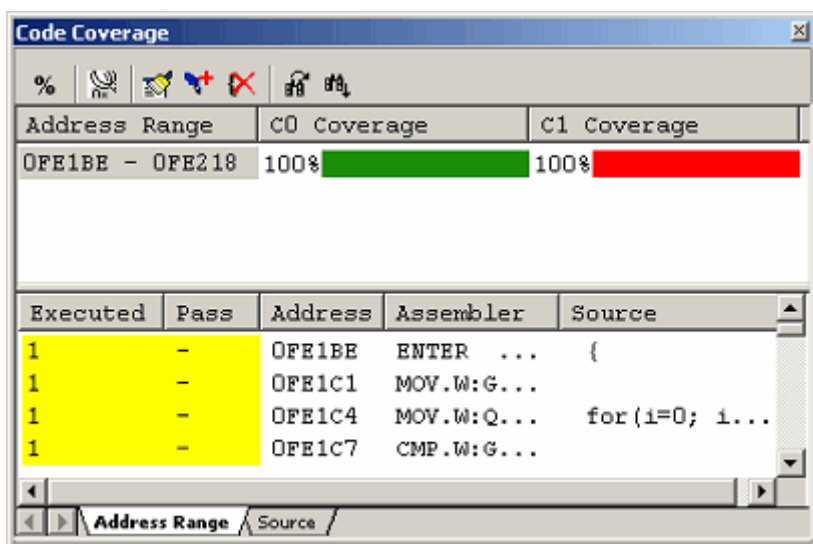 Code Coverage
%
Address Range C0 Coverage C1 Coverage
0FE1BE - 0FE218 100% 100%
Executed Pass Address Assembler Source
1 - 0FE1BE ENTER ... {
1 - 0FE1C1 MOV.W:G...
1 - 0FE1C4 MOV.W:Q... for(i=0; i...
1 - 0FE1C7 CMP.W:G...
Address Range Source